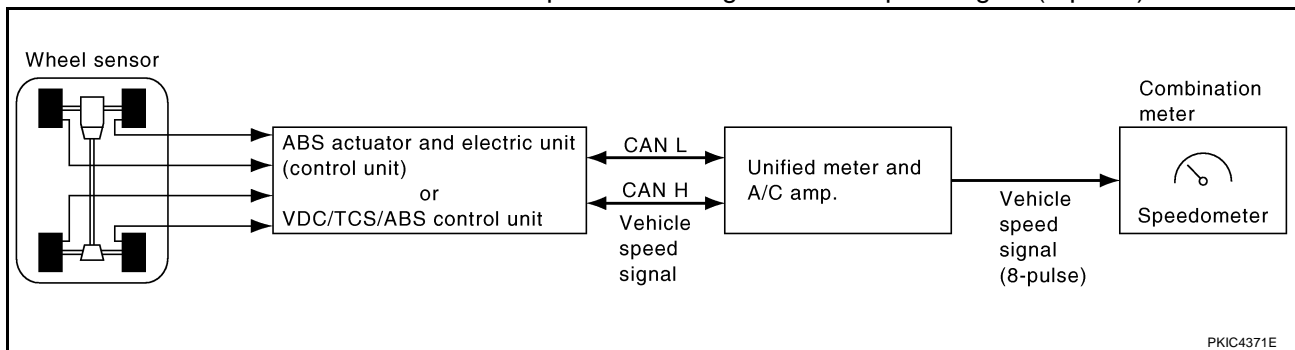 Wheel sensor
ABS actuator and electric unit
(control unit)
or
VDC/TCS/ABS control unit
CAN L
CAN H
Vehicle
speed
signal
Unified meter and
A/C amp.
Vehicle
speed
signal
(8-pulse)
Combination
meter
Speedometer
PKIC4371E